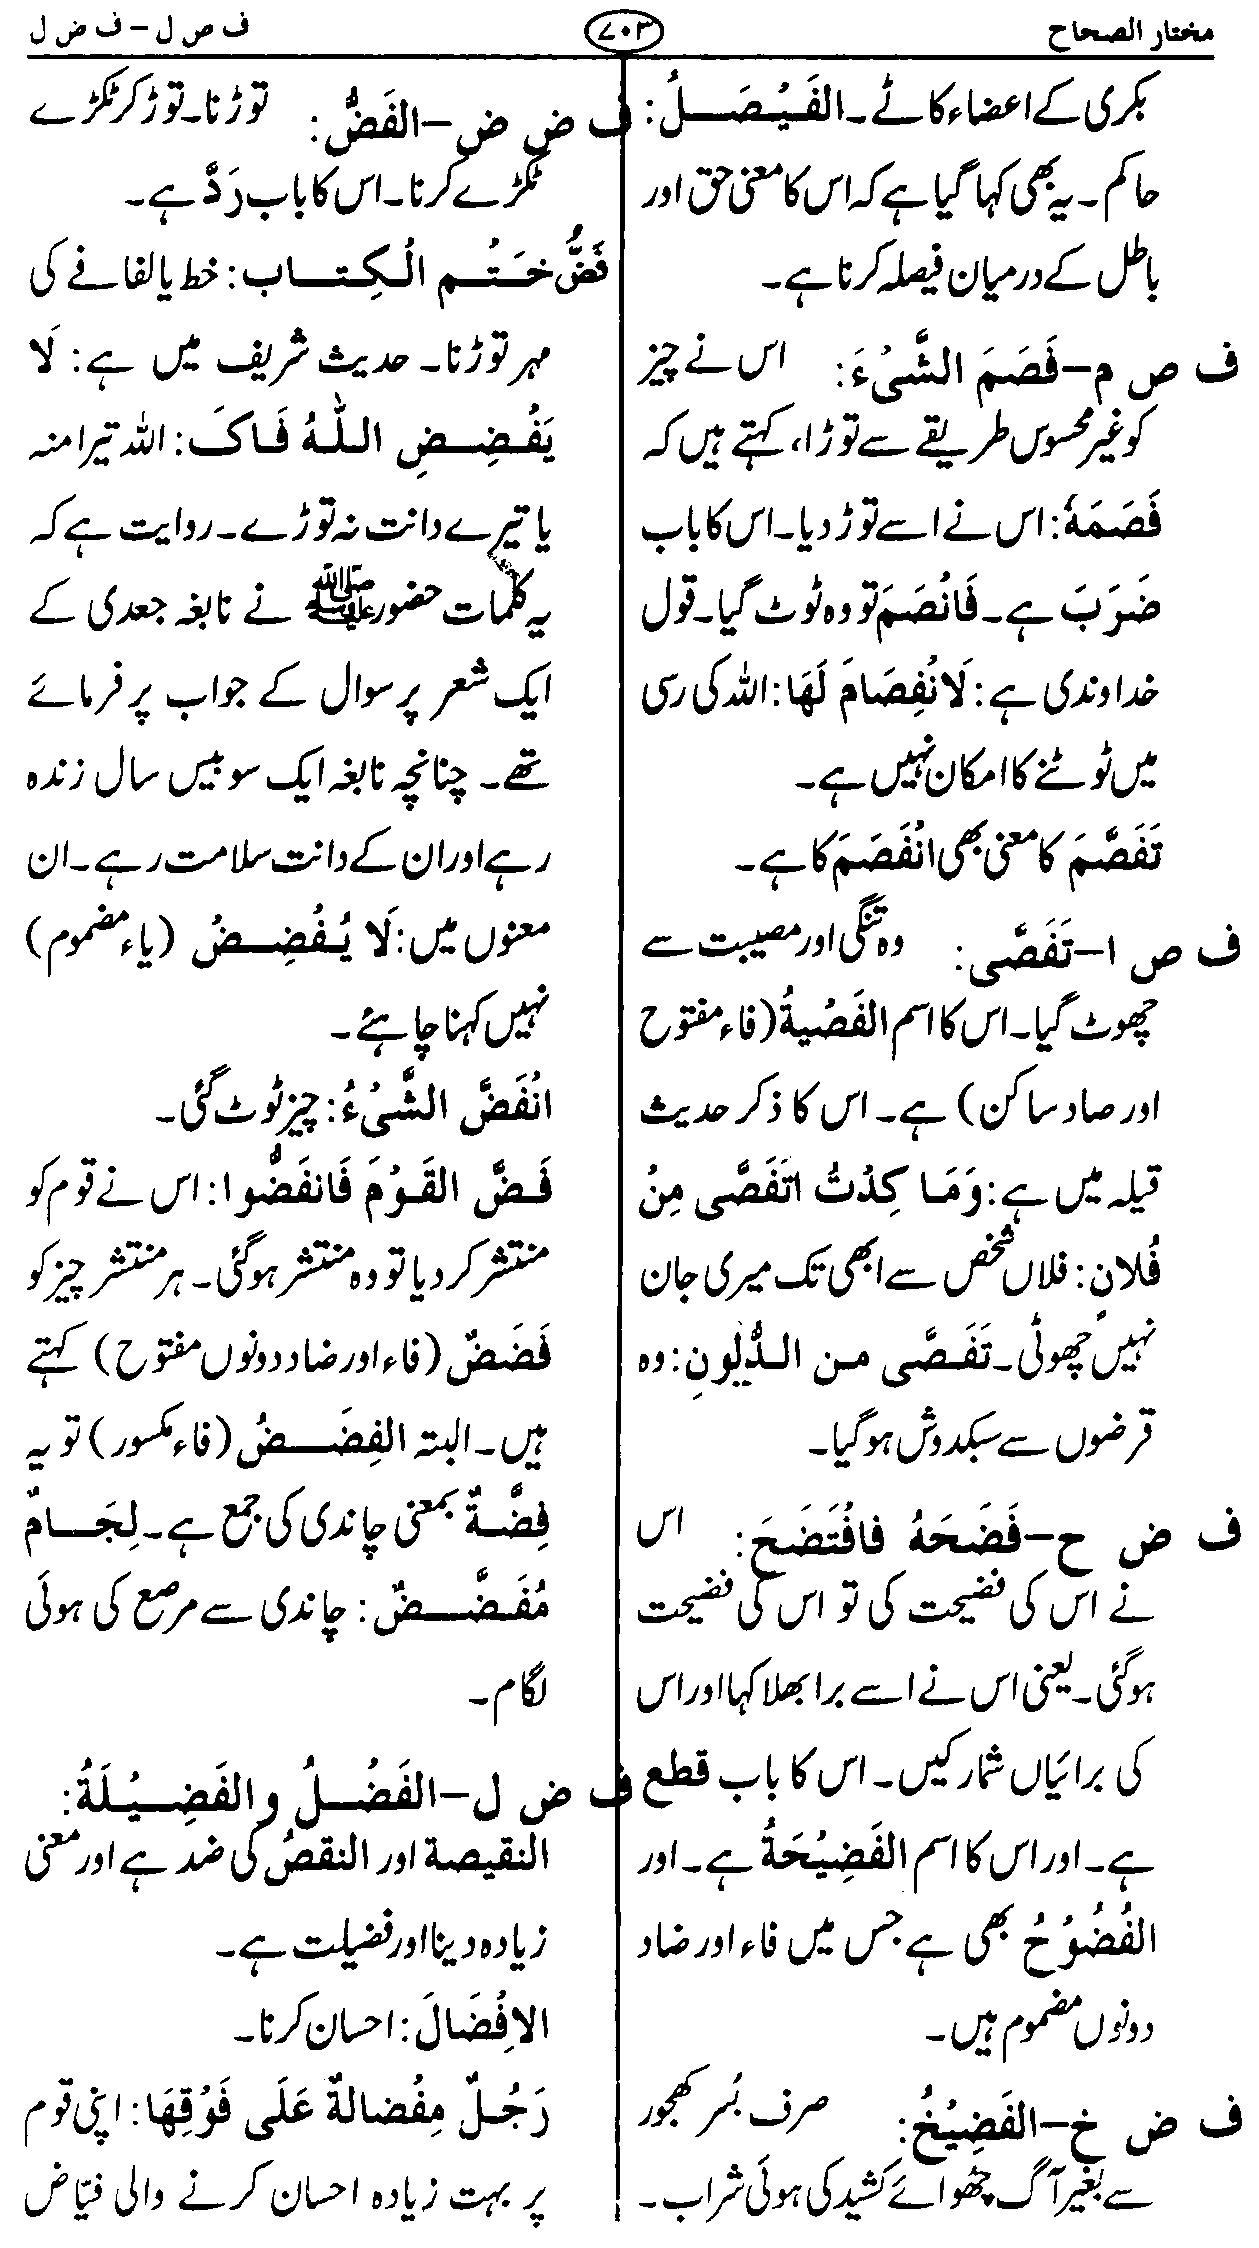 مختار الصحاح ۷۰۳ ف ص ل – ف ض ل
بکری کے اعضاء کاٹے۔ الفَیْصَلُ:
حاکم۔ یہ بھی کہا گیا ہے کہ اس کا معنی حق اور
باطل کے درمیان فیصلہ کرنا ہے۔
ف ص م–فَصَمَ الشَّیْءَ: اس نے چیز
کو غیر محسوس طریقے سے توڑا، کہتے ہیں کہ
فَصَمَهٗ: اس نے اسے توڑ دیا۔ اس کا باب
ضَرَبَ ہے۔ فَانْصَمَ تو وہ ٹوٹ گیا۔ قول
خداوندی ہے: لَانْفِصَامَ لَهَا: اللہ کی رسی
میں ٹوٹنے کا امکان نہیں ہے۔
تَفَصَّمَ کا معنی بھی انْفَصَمَ کا ہے۔
ف ص ا–تَفَصَّی: وہ تنگی اور مصیبت سے
چھوٹ گیا۔ اس کا اسم الفَصْیةُ (فاء مفتوح
اور صاد ساکن) ہے۔ اس کا ذکر حدیث
قیلہ میں ہے: وَمَا کِدْتُ اتَفَصَّی مِنْ
فُلان: فلاں شخص سے ابھی تک میری جان
نہیں چھوٹی۔ تَفَصَّی من الدُّیُونِ: وہ
قرضوں سے سبکدوش ہو گیا۔
ف ض ح–فَضَحَهُ فافْتَضَحَ: اس
نے اس کی فضیحت کی تو اس کی فضیحت
ہو گئی۔ یعنی اس نے اسے برا بھلا کہا اور اس
کی برائیاں شمار کیں۔ اس کا باب قطع
ہے۔ اور اس کا اسم الفَضِیْحَةُ ہے۔ اور
الفُضُوْحُ بھی ہے جس میں فاء اور ضاد
دونوں مضموم ہیں۔
ف ض خ–الفَضِیْخُ: صرف بُسر کھجور
سے بغیر آگ چھوائے کشید کی ہوئی شراب۔
ف ض ض–الفَضُّ: توڑنا۔ توڑ کر ٹکڑے
ٹکڑے کرنا۔ اس کا باب رَدَّ ہے۔
فَضُّ خَتْم الْکِتاب: خط یا لفافے کی
مہر توڑنا۔ حدیث شریف میں ہے: لَا
یَفْضِضِ اللّٰهُ فَاکَ: اللہ تیرا منہ
یا تیرے دانت نہ توڑے۔ روایت ہے کہ
یہ کلمات حضور ﷺ نے نابغہ جعدی کے
ایک شعر پر سوال کے جواب پر فرمائے
تھے۔ چنانچہ نابغہ ایک سو بیس سال زندہ
رہے اور ان کے دانت سلامت رہے۔ ان
معنوں میں: لَا یُفْضِضُ (یاء مضموم)
نہیں کہنا چاہئے۔
انْفَضَّ الشَّیْءُ: چیز ٹوٹ گئی۔
فَضَّ القَوْمَ فَانفَضُّوا: اس نے قوم کو
منتشر کر دیا تو وہ منتشر ہو گئی۔ ہر منتشر چیز کو
فَضَضٌ (فاء اور ضاد دونوں مفتوح) کہتے
ہیں۔ البتہ الفِضَضُ (فاء مکسور) تو یہ
فِضَّةٌ بمعنی چاندی کی جمع ہے۔ لِجَامٌ
مُفَضَّضٌ: چاندی سے مرصع کی ہوئی
لگام۔
ف ض ل–الفَضْلُ والفَضِیْلَةُ:
النقیصة اور النقصُ کی ضد ہے اور معنی
زیادہ دینا اور فضیلت ہے۔
الافْضَالَ: احسان کرنا۔
رَجُلٌ مِفْضالةٌ عَلَی قَوْقِهَا: اپنی قوم
پر بہت زیادہ احسان کرنے والی فیّاض